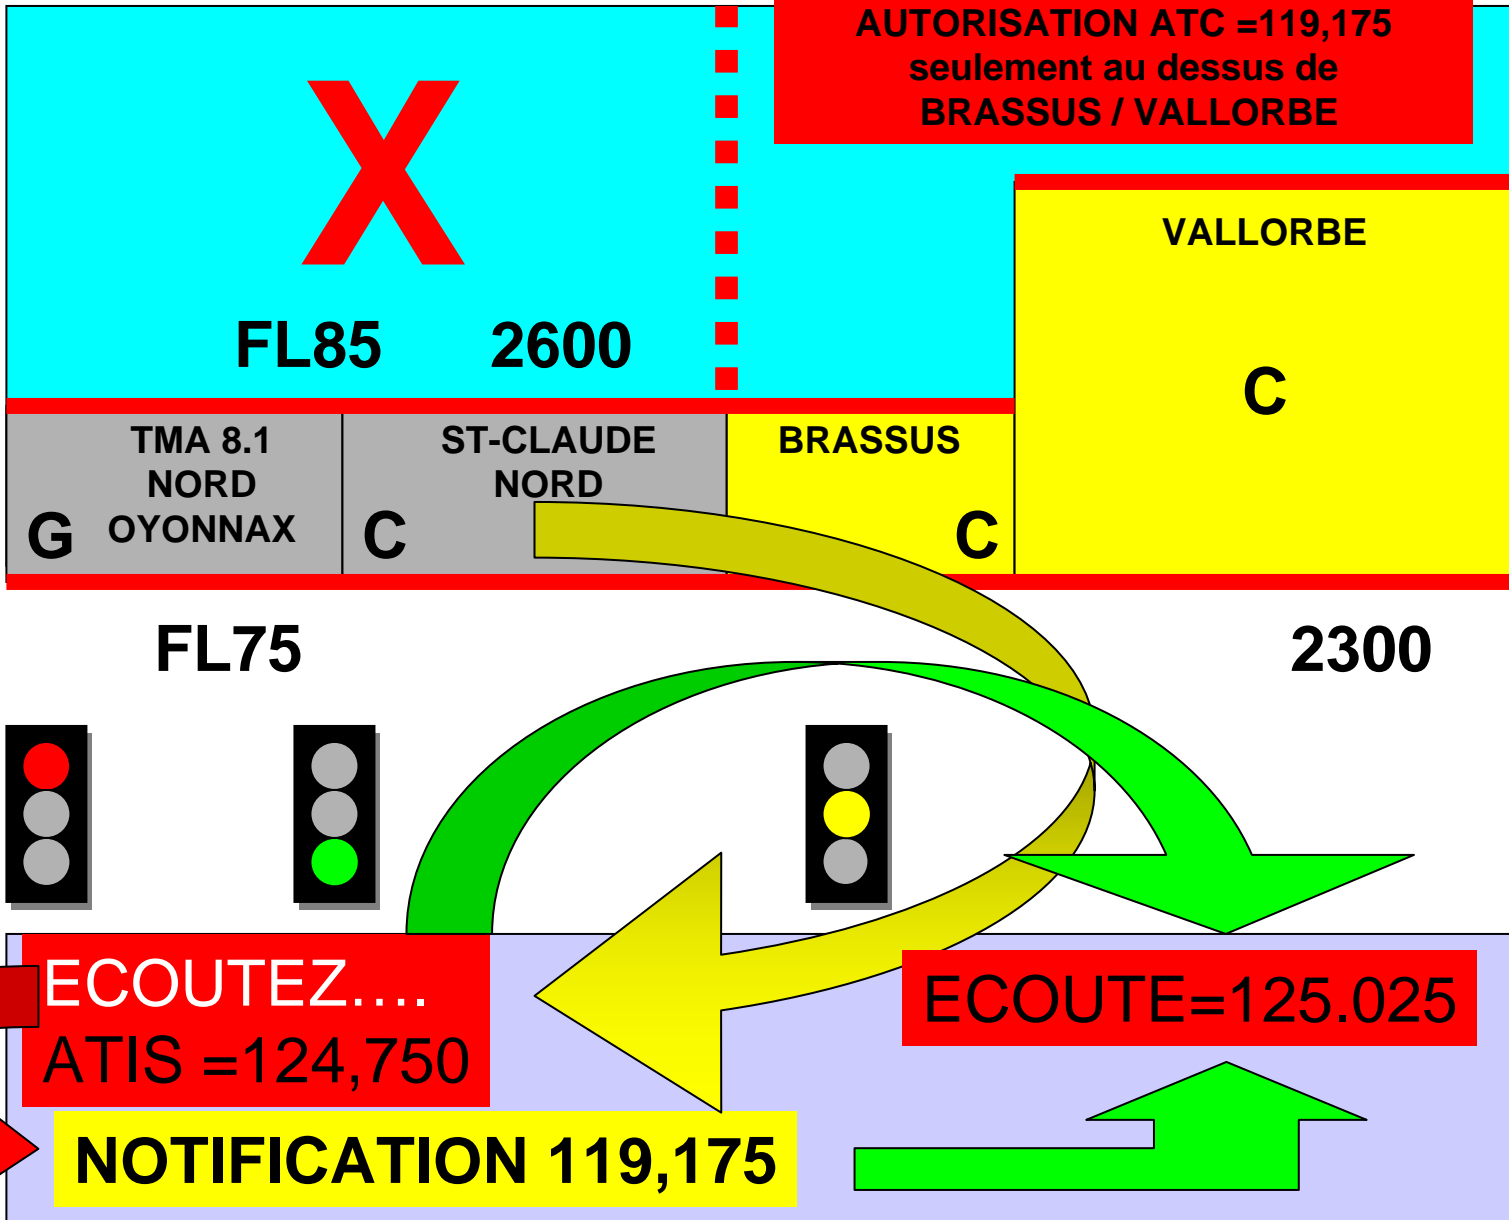 AUTORISATION ATC =119,175
seulement au dessus de
BRASSUS / VALLORBE
X
VALLORBE
FL85 2600
C
TMA 8.1
NORD
OYONNAX
G
ST-CLAUDE
NORD
C
BRASSUS
C
FL75
2300
ECOUTEZ....
ATIS =124,750
ECOUTE=125.025
NOTIFICATION 119,175